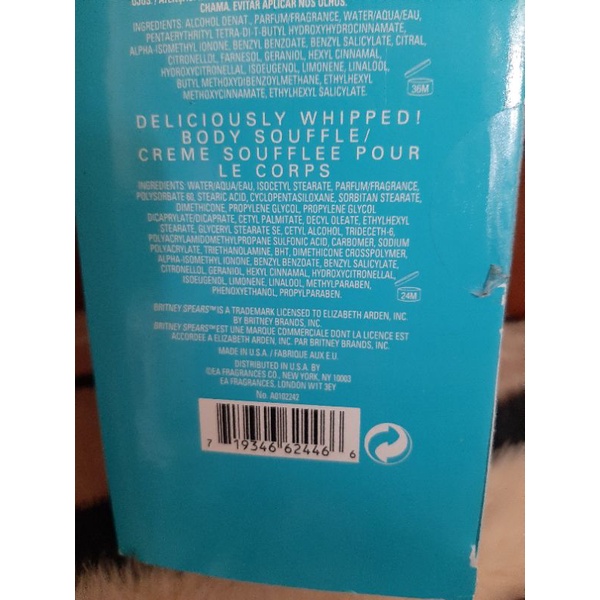 CHAMA. EVITAR APLICAR NOS OLHOS.
INGREDIENTS: ALCOHOL DENAT., PARFUM/FRAGRANCE, WATER/AQUA/EAU,
PENTAERYTHRITYL TETRA-DI-T-BUTYL HYDROXYHYDROCINNAMATE,
ALPHA-ISOMETHYL IONONE, BENZYL BENZOATE, BENZYL SALICYLATE, CITRAL,
CITRONELLOL, FARNESOL, GERANIOL, HEXYL CINNAMAL,
HYDROXYCITRONELLAL, ISOEUGENOL, LIMONENE, LINALOOL,
BUTYL METHOXYDIBENZOYLMETHANE, ETHYLHEXYL
METHOXYCINNAMATE, ETHYLHEXYL SALICYLATE.
36M
DELICIOUSLY WHIPPED!
BODY SOUFFLE/
CREME SOUFFLEE POUR
LE CORPS
INGREDIENTS: WATER/AQUA/EAU, ISOCETYL STEARATE, PARFUM/FRAGRANCE,
POLYSORBATE 60, STEARIC ACID, CYCLOPENTASILOXANE, SORBITAN STEARATE,
DIMETHICONE, PROPYLENE GLYCOL, PROPYLENE GLYCOL
DICAPRYLATE/DICAPRATE, CETYL PALMITATE, DECYL OLEATE, ETHYLHEXYL
STEARATE, GLYCERYL STEARATE SE, CETYL ALCOHOL, TRIDECETH-6,
POLYACRYLAMIDOMETHYLPROPANE SULFONIC ACID, CARBOMER, SODIUM
POLYACRYLATE, TRIETHANOLAMINE, BHT, DIMETHICONE CROSSPOLYMER,
ALPHA-ISOMETHYL IONONE, BENZYL BENZOATE, BENZYL SALICYLATE,
CITRONELLOL, GERANIOL, HEXYL CINNAMAL, HYDROXYCITRONELLAL,
ISOEUGENOL, LIMONENE, LINALOOL, METHYLPARABEN,
PHENOXYETHANOL, PROPYLPARABEN.
24M
BRITNEY SPEARS™ IS A TRADEMARK LICENSED TO ELIZABETH ARDEN, INC.
BY BRITNEY BRANDS, INC.
BRITNEY SPEARS™ EST UNE MARQUE COMMERCIALE DONT LA LICENCE EST
ACCORDEE A ELIZABETH ARDEN, INC. PAR BRITNEY BRANDS, INC.
MADE IN U.S.A. / FABRIQUE AUX E.U.
DISTRIBUTED IN U.S.A. BY
©EA FRAGRANCES CO., NEW YORK, NY 10003
EA FRAGRANCES, LONDON W1T 3EY
No. A0102242
7 19346 62446 6